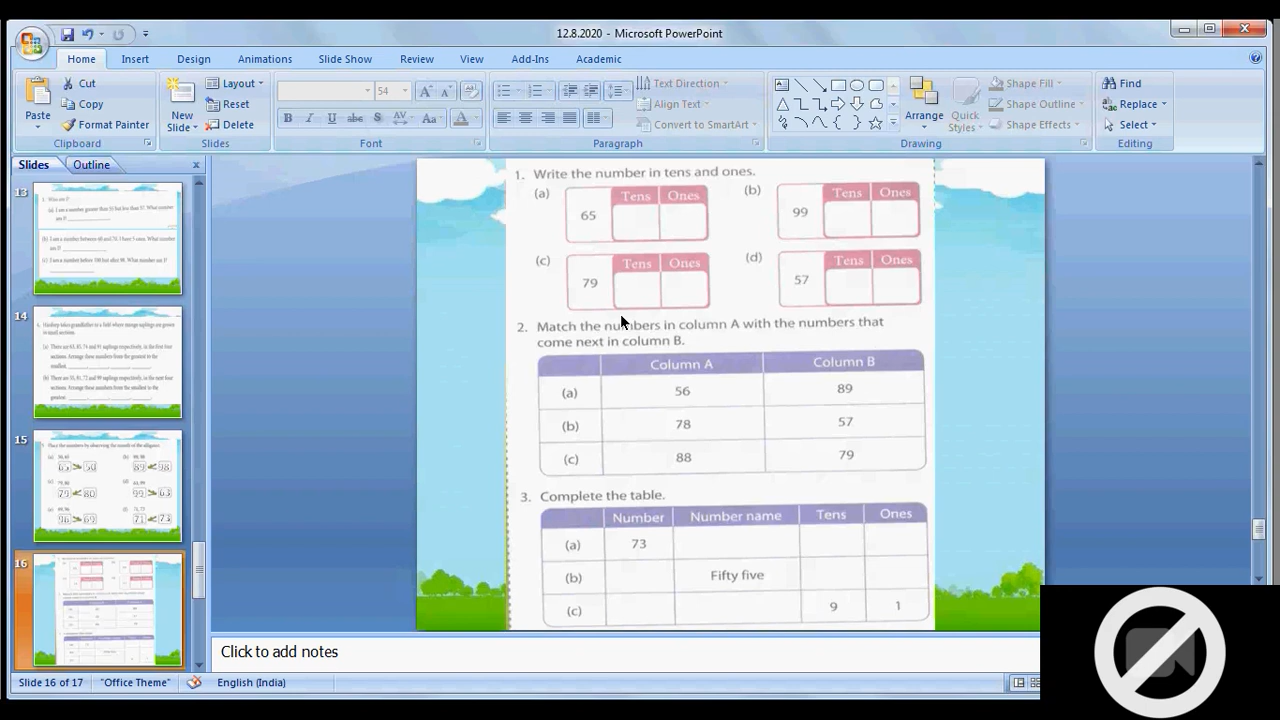 12.8.2020 - Microsoft PowerPoint
Home Insert Design Animations Slide Show Review View Add-Ins Academic
Paste
Cut
Copy
Format Painter
Clipboard
New Slide
Layout
Reset
Delete
Slides
54
B I U abc S AV Aa A
Font
Text Direction
Align Text
Convert to SmartArt
Paragraph
Arrange
Quick Styles
Shape Fill
Shape Outline
Shape Effects
Drawing
Find
Replace
Select
Editing
Slides Outline
13
14
15
16
1. Write the number in tens and ones.
(a) 65 Tens Ones
(b) 99 Tens Ones
(c) 79 Tens Ones
(d) 57 Tens Ones
2. Match the numbers in column A with the numbers that
come next in column B.
Column A Column B
(a) 56 89
(b) 78 57
(c) 88 79
3. Complete the table.
Number Number name Tens Ones
(a) 73
(b) Fifty five
(c) 9 1
Click to add notes
Slide 16 of 17 "Office Theme" English (India)